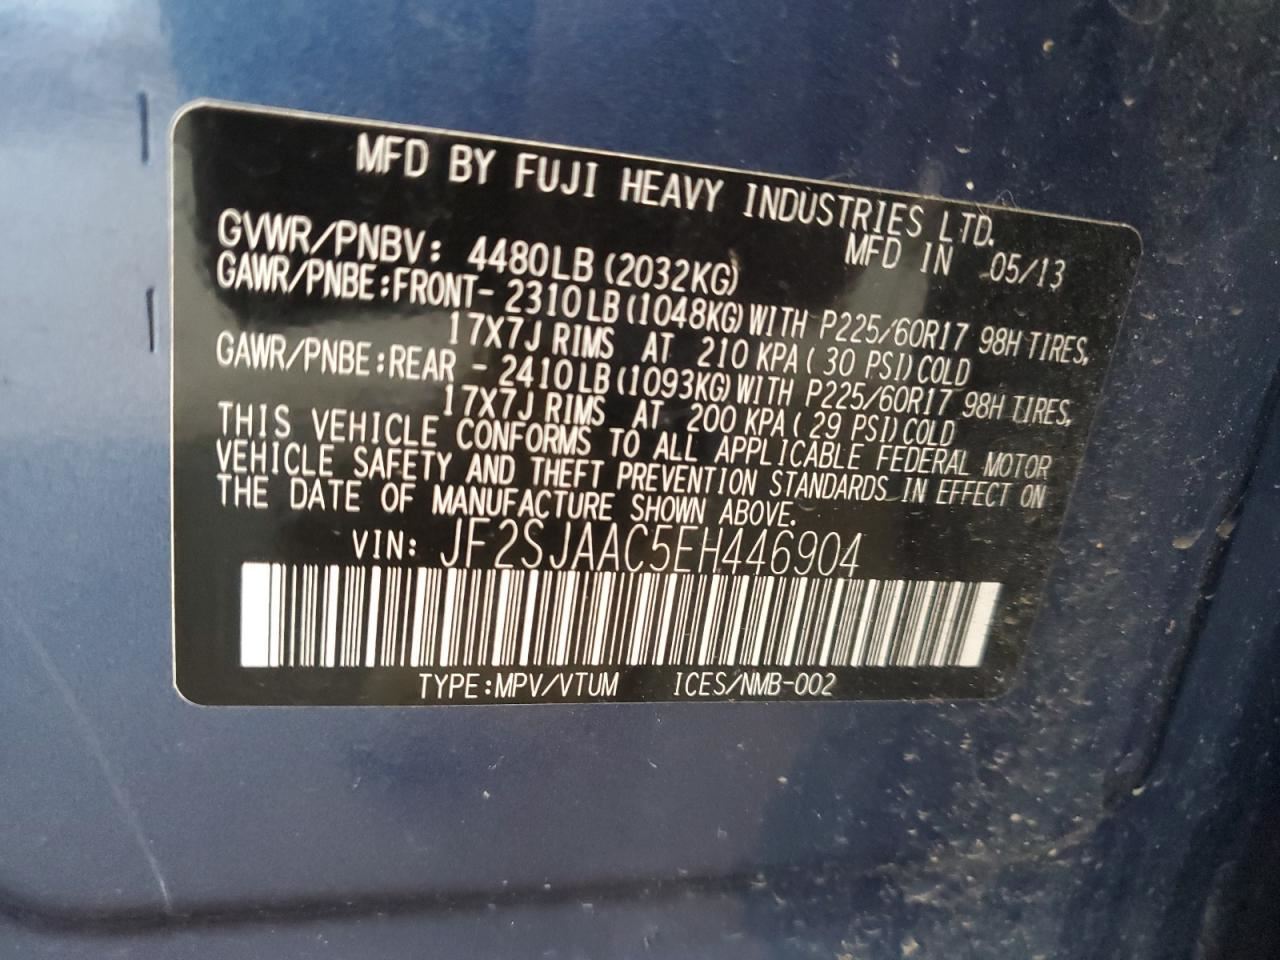 MFD BY FUJI HEAVY INDUSTRIES LTD.
MFD IN 05/13
GVWR/PNBV: 4480LB (2032KG)
GAWR/PNBE:FRONT- 2310LB(1048KG)WITH P225/60R17 98H TIRES,
17X7J RIMS AT 210 KPA( 30 PSI)COLD
GAWR/PNBE:REAR - 2410LB(1093KG)WITH P225/60R17 98H TIRES,
17X7J RIMS AT 200 KPA( 29 PSI)COLD
THIS VEHICLE CONFORMS TO ALL APPLICABLE FEDERAL MOTOR
VEHICLE SAFETY AND THEFT PREVENTION STANDARDS IN EFFECT ON
THE DATE OF MANUFACTURE SHOWN ABOVE.
VIN: JF2SJAAC5EH446904
TYPE:MPV/VTUM ICES/NMB-002